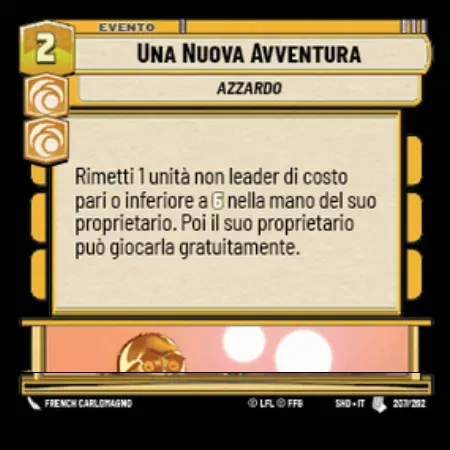 EVENTO
2
UNA NUOVA AVVENTURA
AZZARDO
Rimetti 1 unità non leader di costo
pari o inferiore a 6 nella mano del suo
proprietario. Poi il suo proprietario
può giocarla gratuitamente.
FRENCH CARLOMAGNO
© LFL © FFG
SHD • IT
207/262